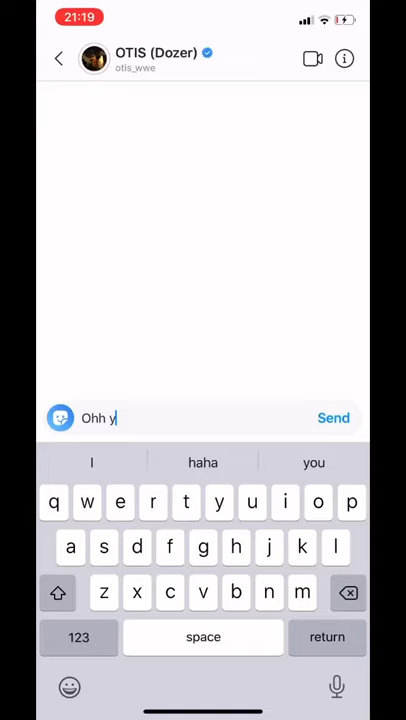 21:19
OTIS (Dozer)
otis_wwe
Ohh y
Send
I haha you
q w e r t y u i o p
a s d f g h j k l
z x c v b n m
123 space return